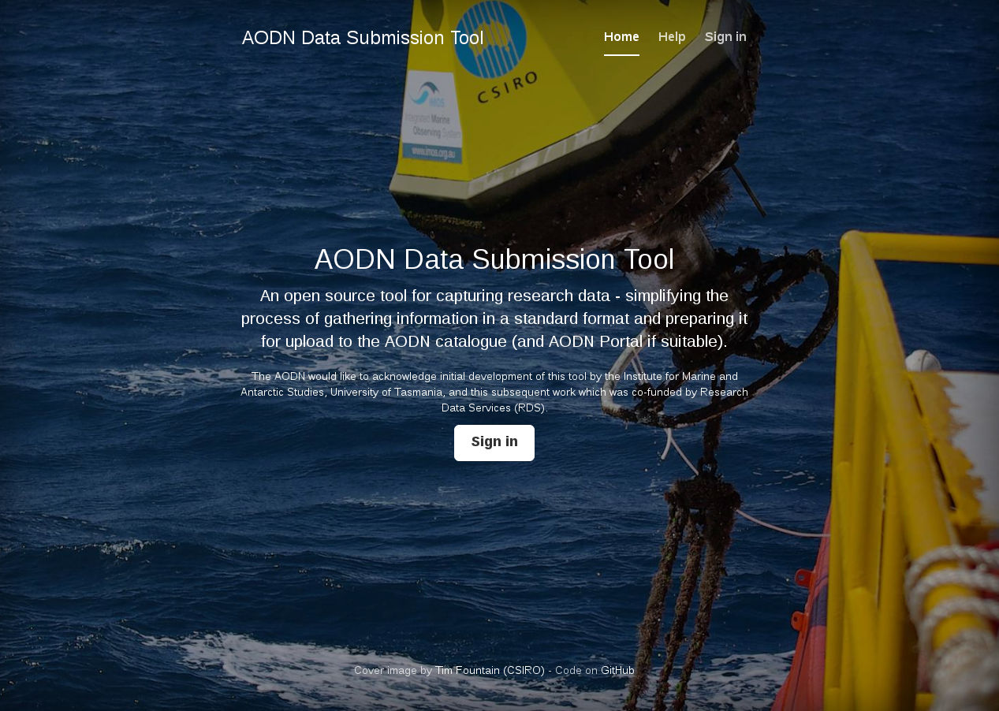 AODN Data Submission Tool
Home Help Sign in
CSIRO
IMOS
Integrated Marine
Observing System
www.imos.org.au
AODN Data Submission Tool
An open source tool for capturing research data - simplifying the
process of gathering information in a standard format and preparing it
for upload to the AODN catalogue (and AODN Portal if suitable).
The AODN would like to acknowledge initial development of this tool by the Institute for Marine and
Antarctic Studies, University of Tasmania, and this subsequent work which was co-funded by Research
Data Services (RDS).
Sign in
Cover image by Tim Fountain (CSIRO) - Code on GitHub